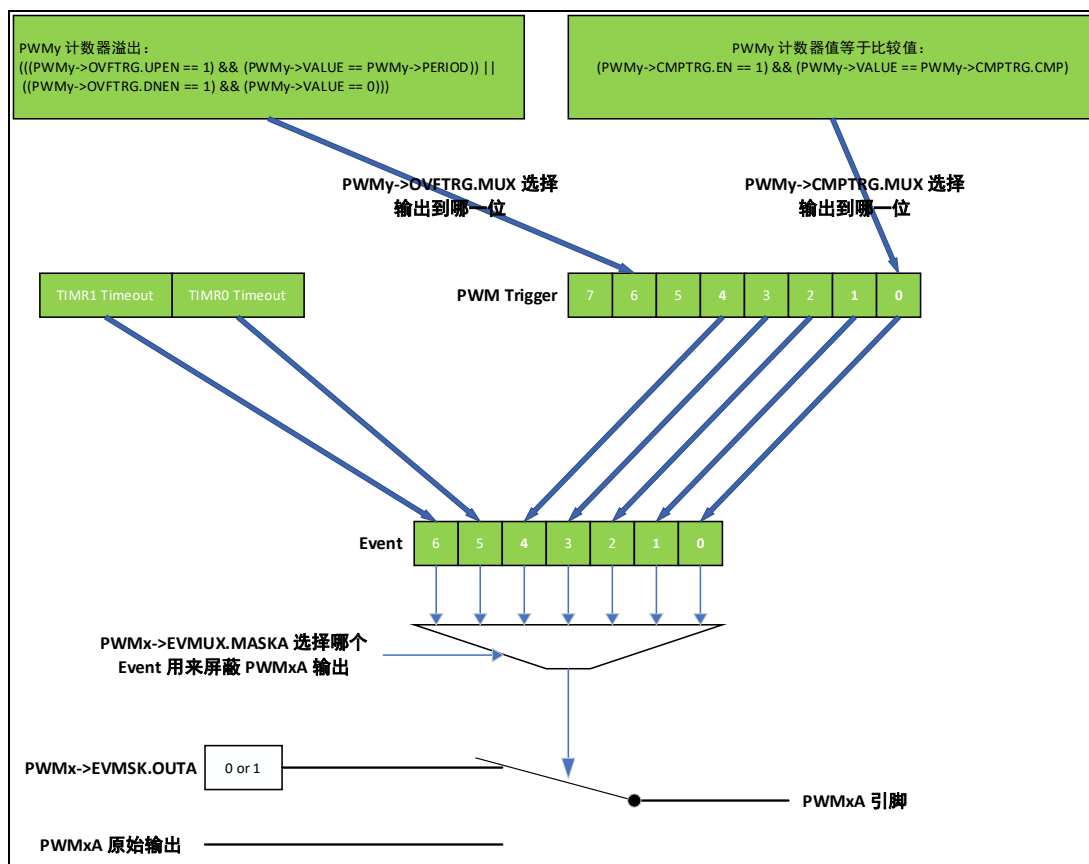 PWMy 计数器溢出：
(((PWMy->OVFTRG.UPEN == 1) && (PWMy->VALUE == PWMy->PERIOD)) ||
((PWMy->OVFTRG.DNEN == 1) && (PWMy->VALUE == 0)))
PWMy 计数器值等于比较值：
(PWMy->CMPTRG.EN == 1) && (PWMy->VALUE == PWMy->CMPTRG.CMP)
PWMy->OVFTRG.MUX 选择
输出到哪一位
PWMy->CMPTRG.MUX 选择
输出到哪一位
TIMR1 Timeout TIMR0 Timeout
PWM Trigger 7 6 5 4 3 2 1 0
Event 6 5 4 3 2 1 0
PWMx->EVMUX.MASKA 选择哪个
Event 用来屏蔽 PWMxA 输出
PWMx->EVMSK.OUTA 0 or 1
PWMxA 引脚
PWMxA 原始输出